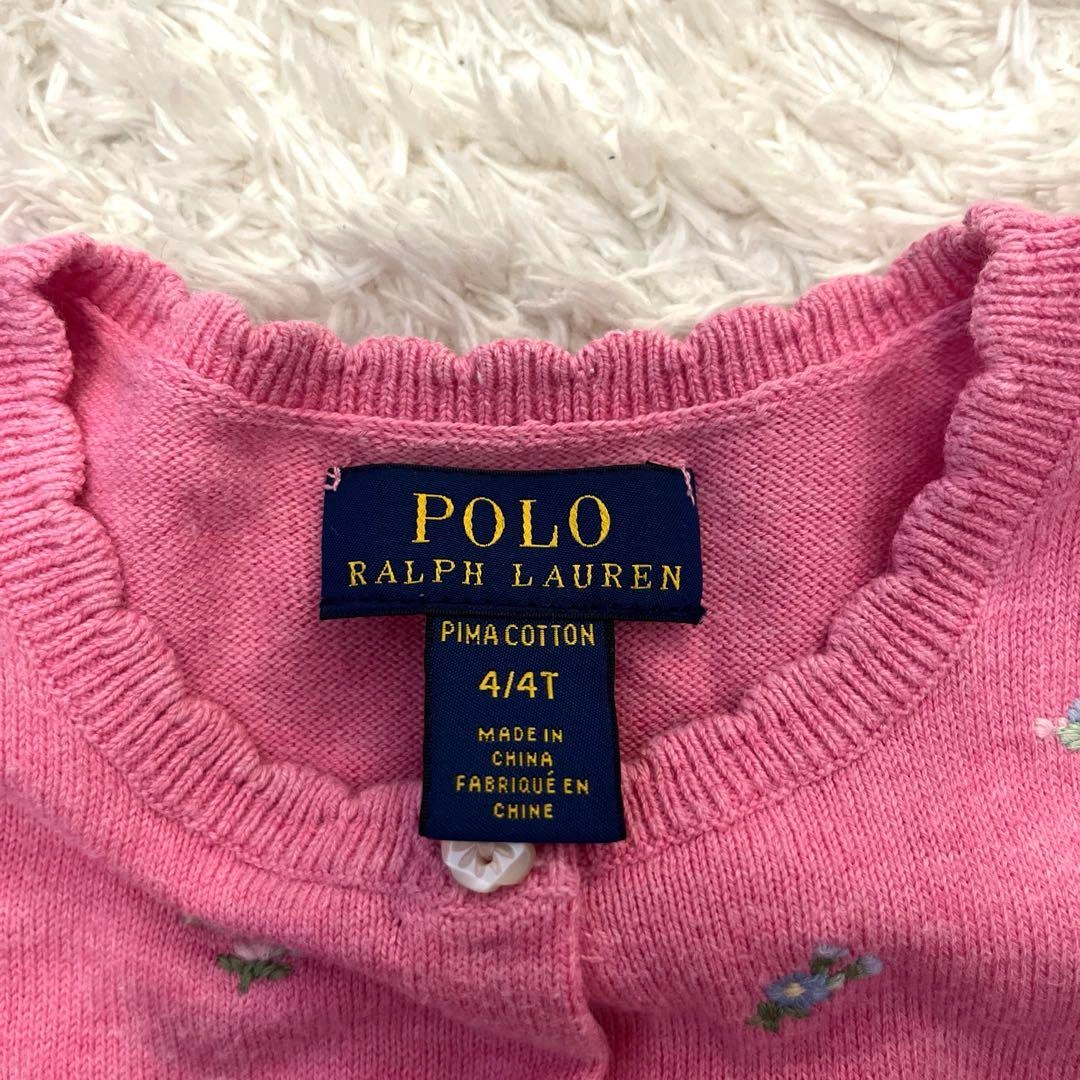 POLO
RALPH LAUREN
PIMA COTTON
4/4T
MADE IN
CHINA
FABRIQUÉ EN
CHINE